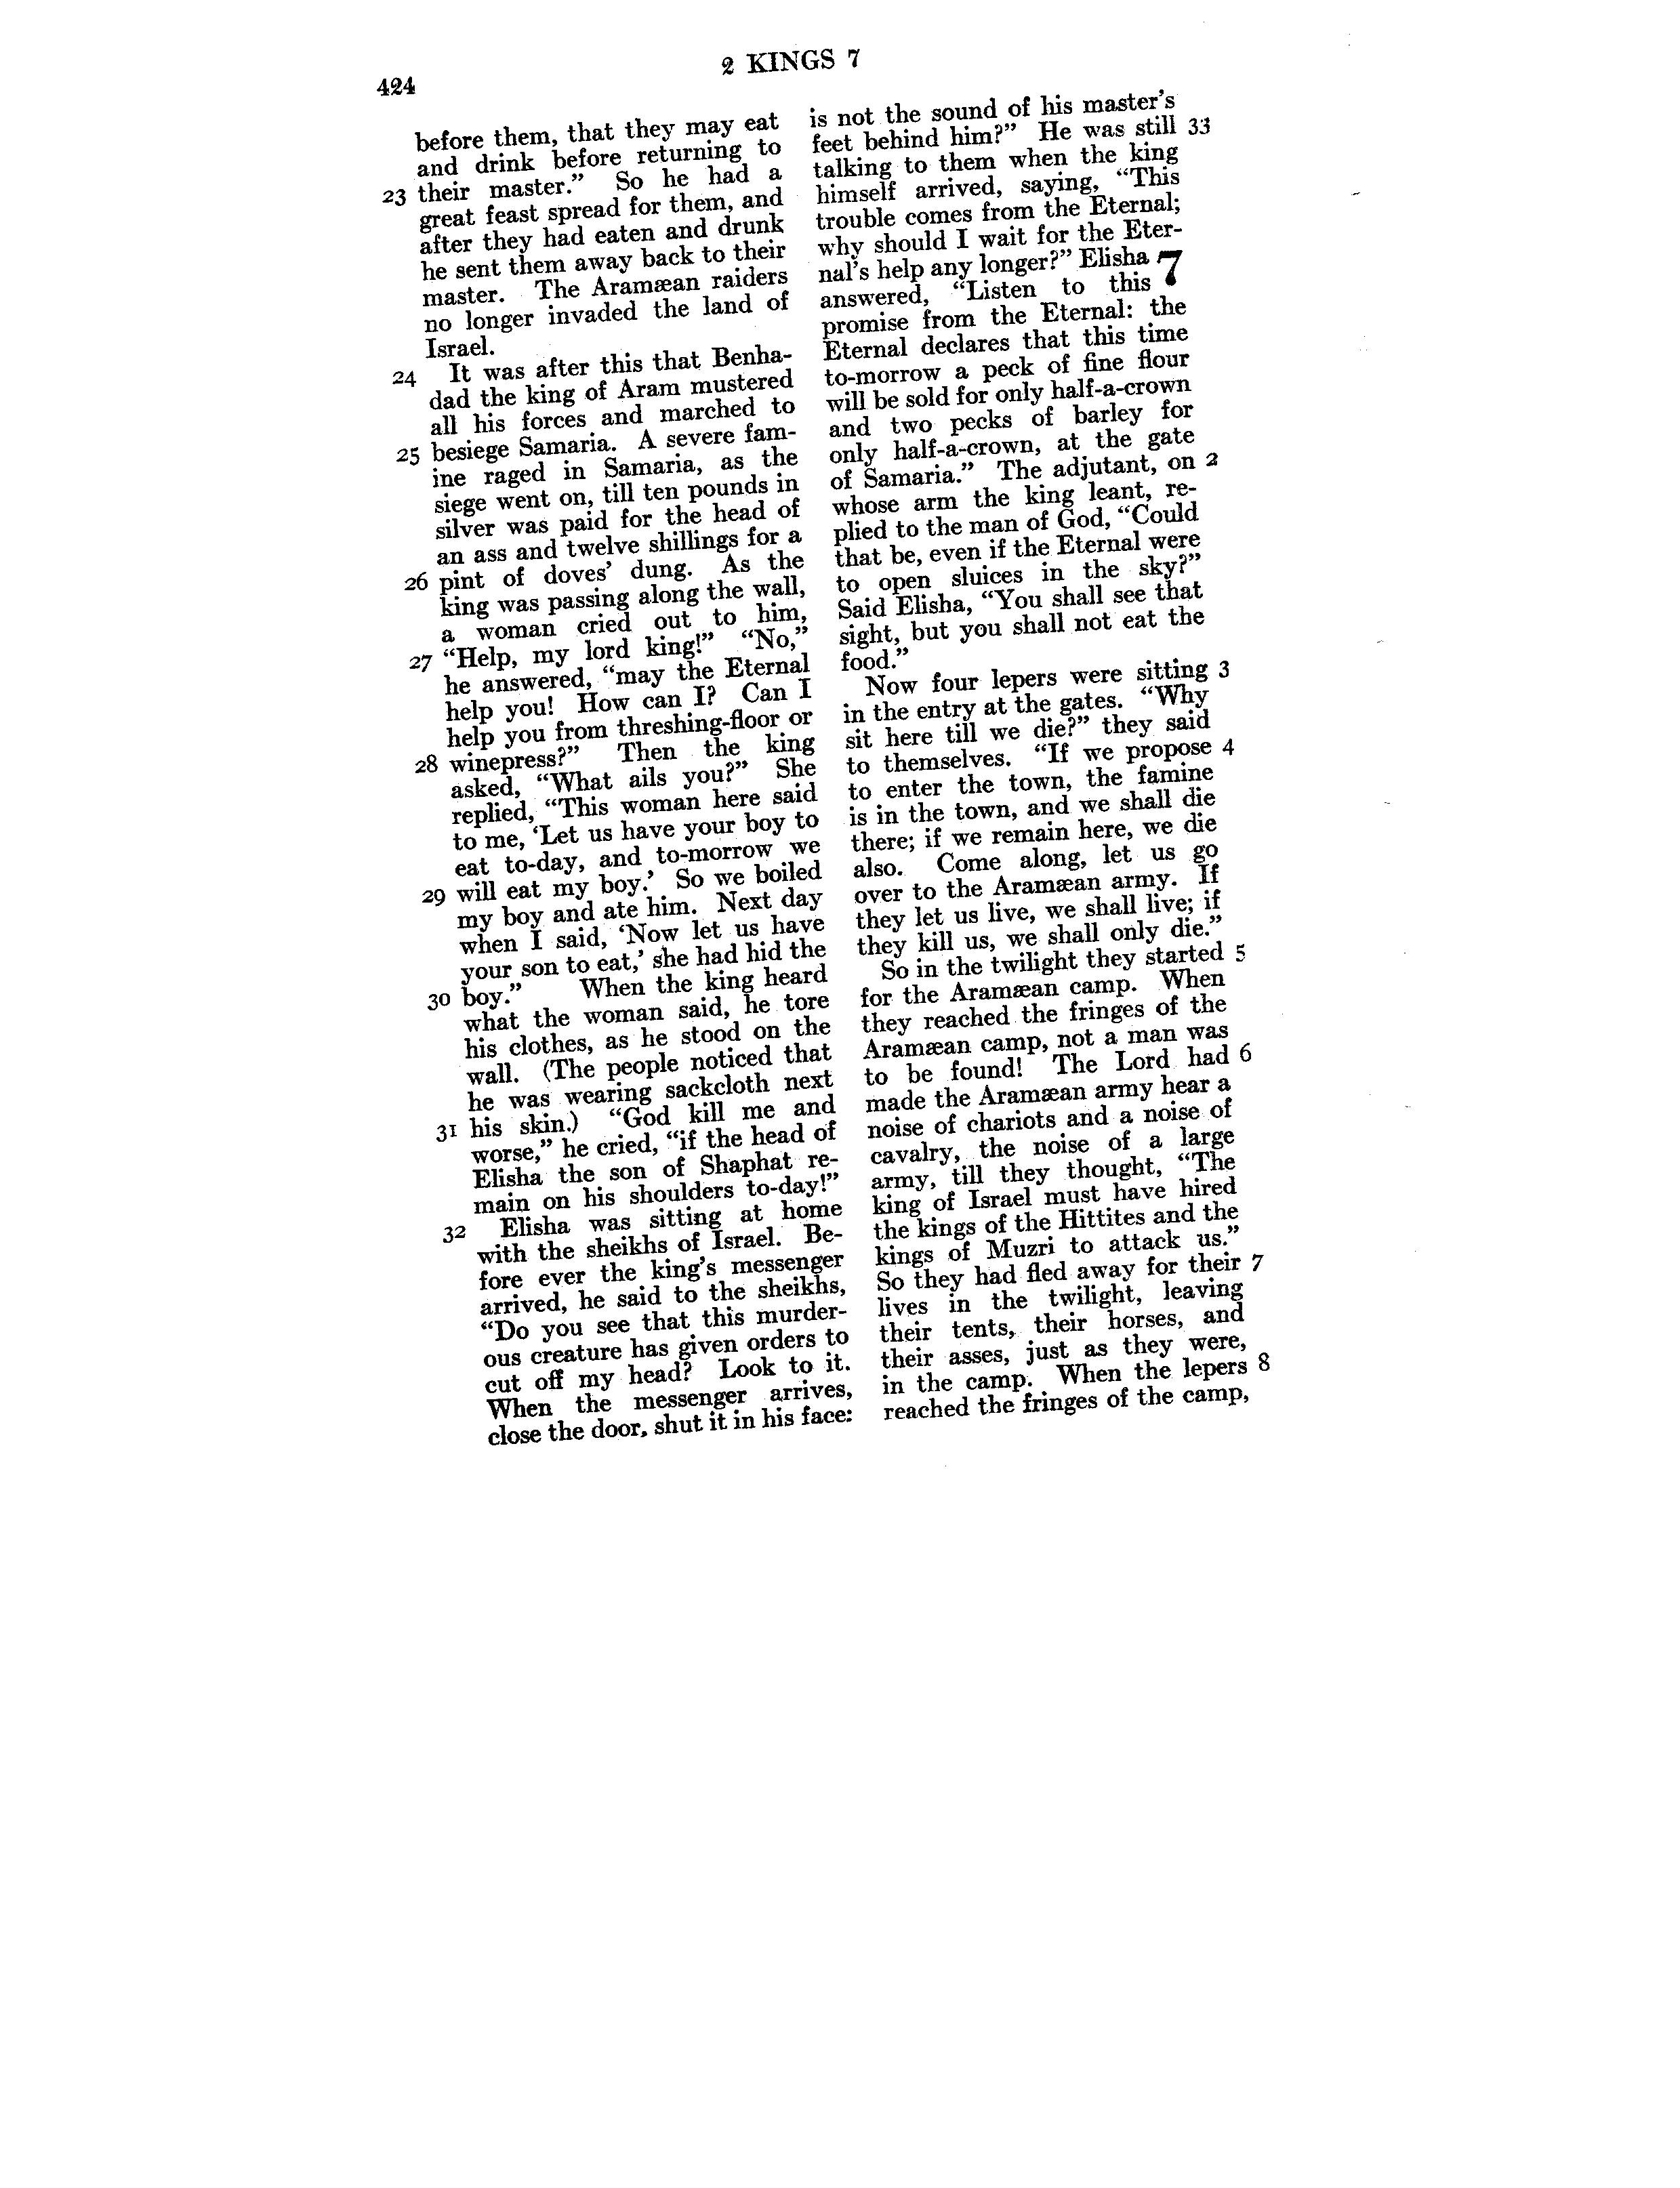 424
2 KINGS 7
before them, that they may eat
and drink before returning to
23 their master.” So he had a
great feast spread for them, and
after they had eaten and drunk
he sent them away back to their
master. The Aramæan raiders
no longer invaded the land of
Israel.
24 It was after this that Benha-
dad the king of Aram mustered
all his forces and marched to
25 besiege Samaria. A severe fam-
ine raged in Samaria, as the
siege went on, till ten pounds in
silver was paid for the head of
an ass and twelve shillings for a
26 pint of doves’ dung. As the
king was passing along the wall,
a woman cried out to him,
27 “Help, my lord king!” “No,”
he answered, “may the Eternal
help you! How can I? Can I
help you from threshing-floor or
28 winepress?” Then the king
asked, “What ails you?” She
replied, “This woman here said
to me, ‘Let us have your boy to
eat to-day, and to-morrow we
29 will eat my boy.’ So we boiled
my boy and ate him. Next day
when I said, ‘Now let us have
your son to eat,’ she had hid the
30 boy.” When the king heard
what the woman said, he tore
his clothes, as he stood on the
wall. (The people noticed that
he was wearing sackcloth next
31 his skin.) “God kill me and
worse,” he cried, “if the head of
Elisha the son of Shaphat re-
main on his shoulders to-day!”
32 Elisha was sitting at home
with the sheikhs of Israel. Be-
fore ever the king’s messenger
arrived, he said to the sheikhs,
“Do you see that this murder-
ous creature has given orders to
cut off my head? Look to it.
When the messenger arrives,
close the door, shut it in his face:
is not the sound of his master’s
feet behind him?” He was still 33
talking to them when the king
himself arrived, saying, “This
trouble comes from the Eternal;
why should I wait for the Eter-
nal’s help any longer?” Elisha 7
answered, “Listen to this
promise from the Eternal: the
Eternal declares that this time
to-morrow a peck of fine flour
will be sold for only half-a-crown
and two pecks of barley for
only half-a-crown, at the gate
of Samaria.” The adjutant, on 2
whose arm the king leant, re-
plied to the man of God, “Could
that be, even if the Eternal were
to open sluices in the sky?”
Said Elisha, “You shall see that
sight, but you shall not eat the
food.”
Now four lepers were sitting 3
in the entry at the gates. “Why
sit here till we die?” they said
to themselves. “If we propose 4
to enter the town, the famine
is in the town, and we shall die
there; if we remain here, we die
also. Come along, let us go
over to the Aramæan army. If
they let us live, we shall live; if
they kill us, we shall only die.”
So in the twilight they started 5
for the Aramæan camp. When
they reached the fringes of the
Aramæan camp, not a man was
to be found! The Lord had 6
made the Aramæan army hear a
noise of chariots and a noise of
cavalry, the noise of a large
army, till they thought, “The
king of Israel must have hired
the kings of the Hittites and the
kings of Muzri to attack us.”
So they had fled away for their 7
lives in the twilight, leaving
their tents, their horses, and
their asses, just as they were,
in the camp. When the lepers 8
reached the fringes of the camp,